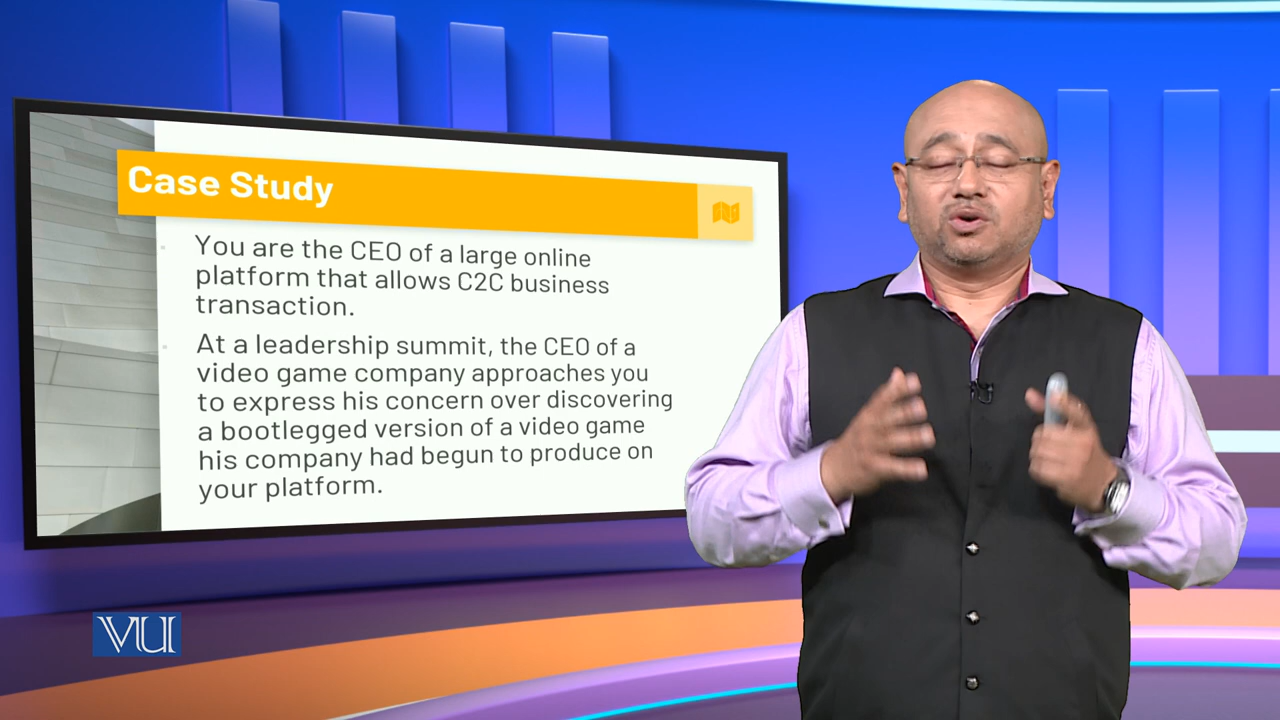 Case Study
You are the CEO of a large online
platform that allows C2C business
transaction.
At a leadership summit, the CEO of a
video game company approaches you
to express his concern over discovering
a bootlegged version of a video game
his company had begun to produce on
your platform.
VU